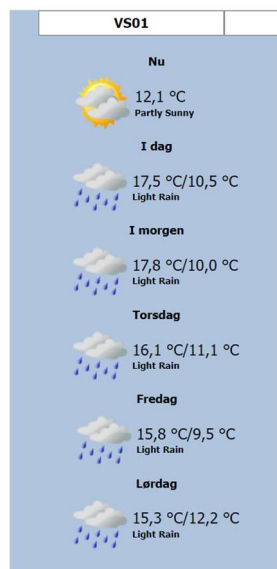 VS01
Nu
12,1 °C
Partly Sunny
I dag
17,5 °C/10,5 °C
Light Rain
I morgen
17,8 °C/10,0 °C
Light Rain
Torsdag
16,1 °C/11,1 °C
Light Rain
Fredag
15,8 °C/9,5 °C
Light Rain
Lørdag
15,3 °C/12,2 °C
Light Rain